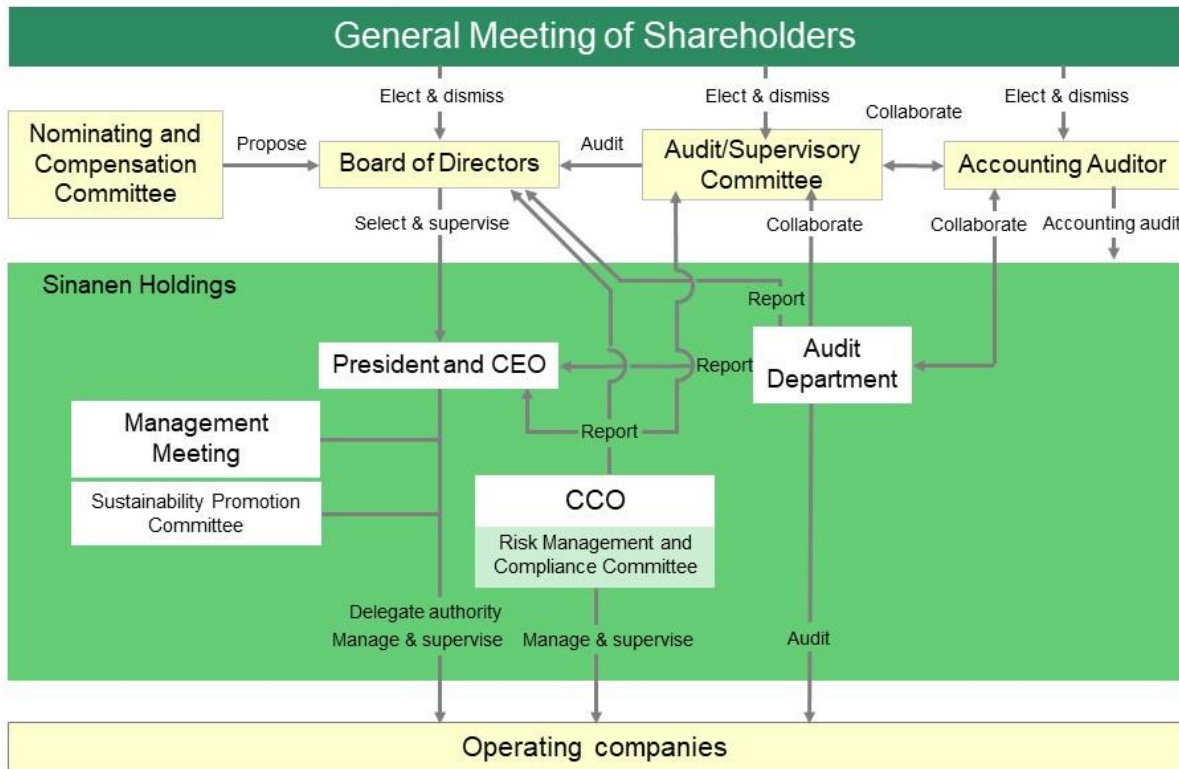 General Meeting of Shareholders
Elect & dismiss
Elect & dismiss
Elect & dismiss
Collaborate
Nominating and
Compensation
Committee
Propose
Board of Directors
Audit
Audit/Supervisory
Committee
Accounting Auditor
Select & supervise
Collaborate
Collaborate
Accounting audit
Sinanen Holdings
Report
President and CEO
Report
Audit
Department
Management
Meeting
Report
Sustainability Promotion
Committee
CCO
Risk Management and
Compliance Committee
Delegate authority
Manage & supervise
Manage & supervise
Audit
Operating companies